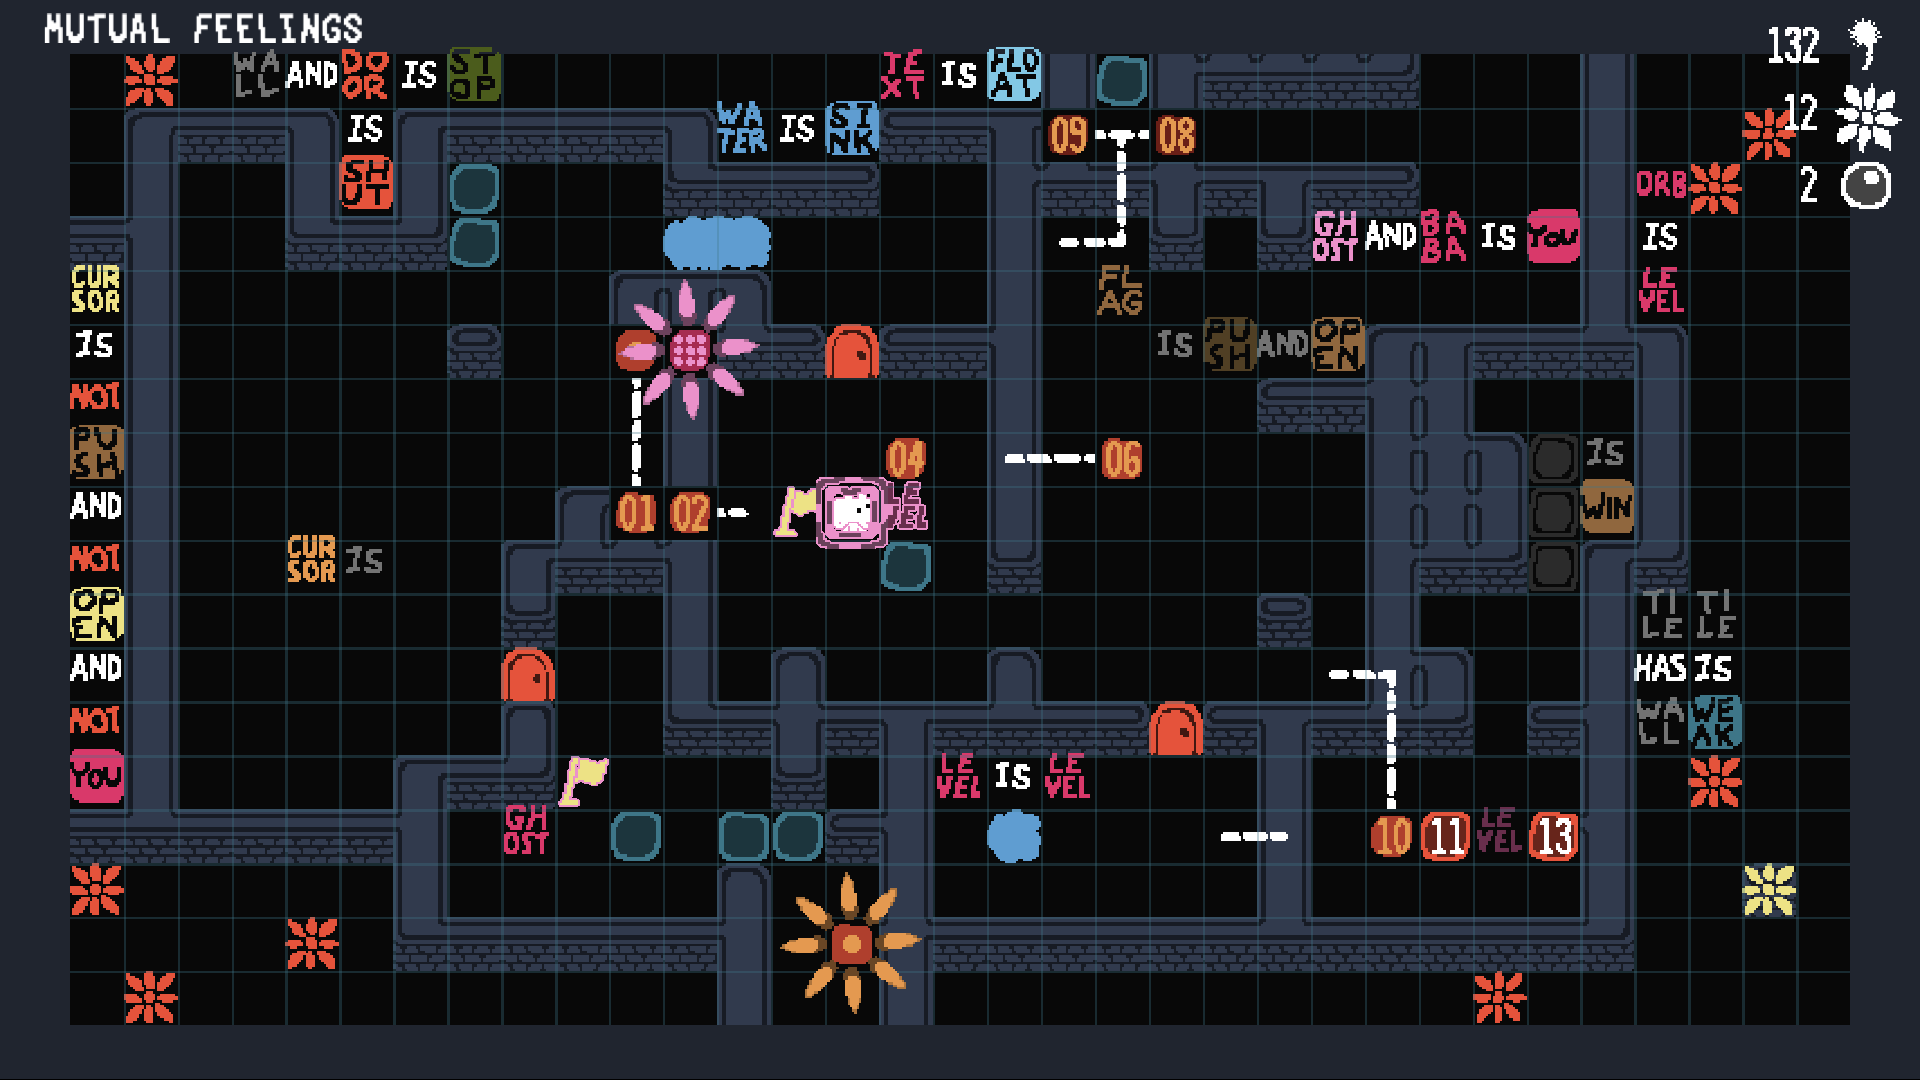 MUTUAL FEELINGS
132
WALL AND DOOR IS STOP
TEXT IS FLOAT
12
IS
WATER IS SINK
09 08
SHUT
ORB
2
GHOST AND BABA IS YOU
IS
CURSOR
FLAG
LEVEL
IS
IS PUSH AND OPEN
NOT
PUSH
04
06
IS
AND
01 02
LEVEL
WIN
NOT
CURSOR IS
OPEN
TILE TILE
AND
HAS IS
NOT
WALL WEAK
YOU
LEVEL IS LEVEL
GHOST
10 11 LEVEL 13